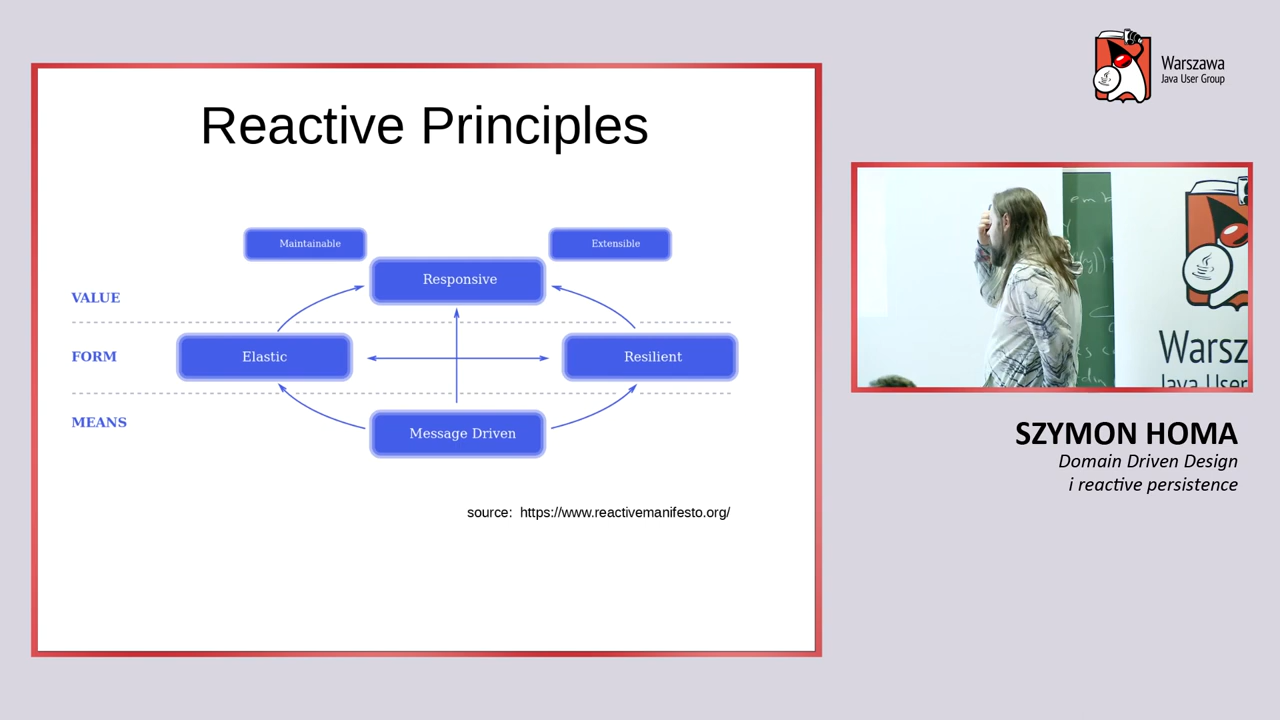 Reactive Principles
Maintainable
Extensible
Responsive
VALUE
FORM
Elastic
Resilient
MEANS
Message Driven
source: https://www.reactivemanifesto.org/
Warszawa
Java User Group
Warsz
Java User
SZYMON HOMA
Domain Driven Design
i reactive persistence